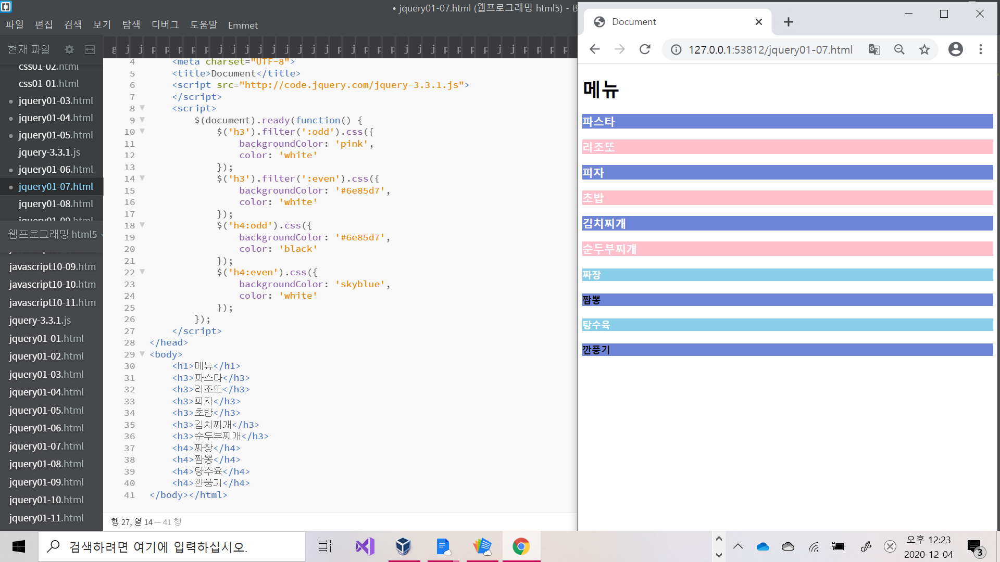 • jquery01-07.html (웹프로그래밍 html5) - B
파일 편집 검색 보기 탐색 디버그 도움말 Emmet
현재 파일
css01-02.html
css01-01.html
jquery01-03.html
jquery01-04.html
jquery01-05.html
jquery-3.3.1.js
jquery01-06.html
jquery01-07.html
jquery01-08.html
jquery01-09.html
웹프로그래밍 html5
javascript10-09.htm
javascript10-10.htm
javascript10-11.htm
jquery-3.3.1.js
jquery01-01.html
jquery01-02.html
jquery01-03.html
jquery01-04.html
jquery01-05.html
jquery01-06.html
jquery01-07.html
jquery01-08.html
jquery01-09.html
jquery01-10.html
jquery01-11.html
g j j p p p p p j j j j j j j j j p j p p p p j j j p p p p j j p p p p
4 <meta charset="UTF-8">
5 <title>Document</title>
6 <script src="http://code.jquery.com/jquery-3.3.1.js">
7 </script>
8 <script>
9 $(document).ready(function() {
10 $('h3').filter(':odd').css({
11 backgroundColor: 'pink',
12 color: 'white'
13 });
14 $('h3').filter(':even').css({
15 backgroundColor: '#6e85d7',
16 color: 'white'
17 });
18 $('h4:odd').css({
19 backgroundColor: '#6e85d7',
20 color: 'black'
21 });
22 $('h4:even').css({
23 backgroundColor: 'skyblue',
24 color: 'white'
25 });
26 });
27 </script>
28 </head>
29 <body>
30 <h1>메뉴</h1>
31 <h3>파스타</h3>
32 <h3>리조또</h3>
33 <h3>피자</h3>
34 <h3>초밥</h3>
35 <h3>김치찌개</h3>
36 <h3>순두부찌개</h3>
37 <h4>짜장</h4>
38 <h4>짬뽕</h4>
39 <h4>탕수육</h4>
40 <h4>깐풍기</h4>
41 </body></html>
행 27, 열 14 — 41 행
Document
127.0.0.1:53812/jquery01-07.html
메뉴
파스타
리조또
피자
초밥
김치찌개
순두부찌개
짜장
짬뽕
탕수육
깐풍기
검색하려면 여기에 입력하십시오.
오후 12:23
2020-12-04
3